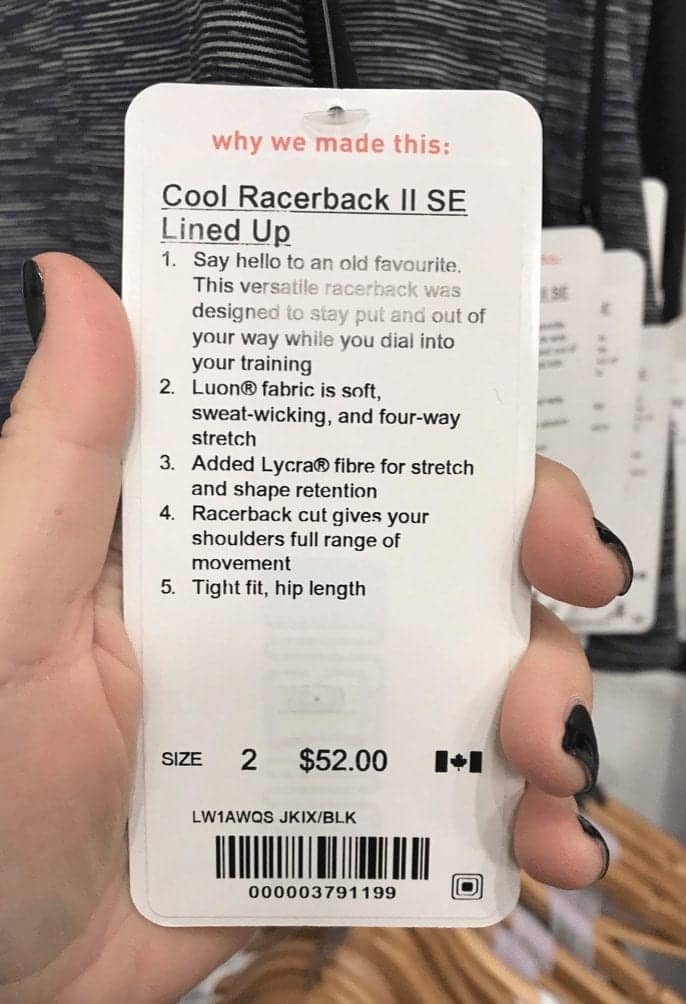 why we made this:
Cool Racerback II SE
Lined Up
1. Say hello to an old favourite.
This versatile racerback was
designed to stay put and out of
your way while you dial into
your training
2. Luon® fabric is soft,
sweat-wicking, and four-way
stretch
3. Added Lycra® fibre for stretch
and shape retention
4. Racerback cut gives your
shoulders full range of
movement
5. Tight fit, hip length
SIZE 2 $52.00
LW1AWQS JKIX/BLK
000003791199